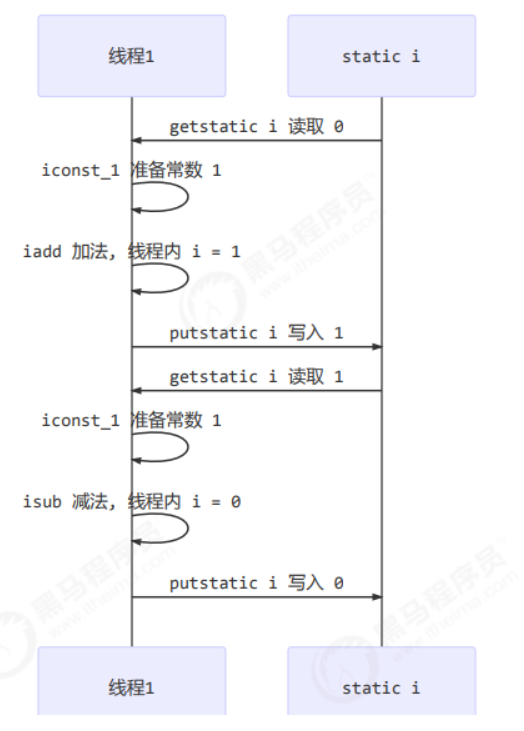 线程1
static i
getstatic i 读取 0
iconst_1 准备常数 1
iadd 加法, 线程内 i = 1
putstatic i 写入 1
getstatic i 读取 1
iconst_1 准备常数 1
isub 减法, 线程内 i = 0
putstatic i 写入 0
线程1
static i
黑马程序员
www.itheima.com
黑马程序员
www.itheima.com
黑马程序员
www.itheima.com